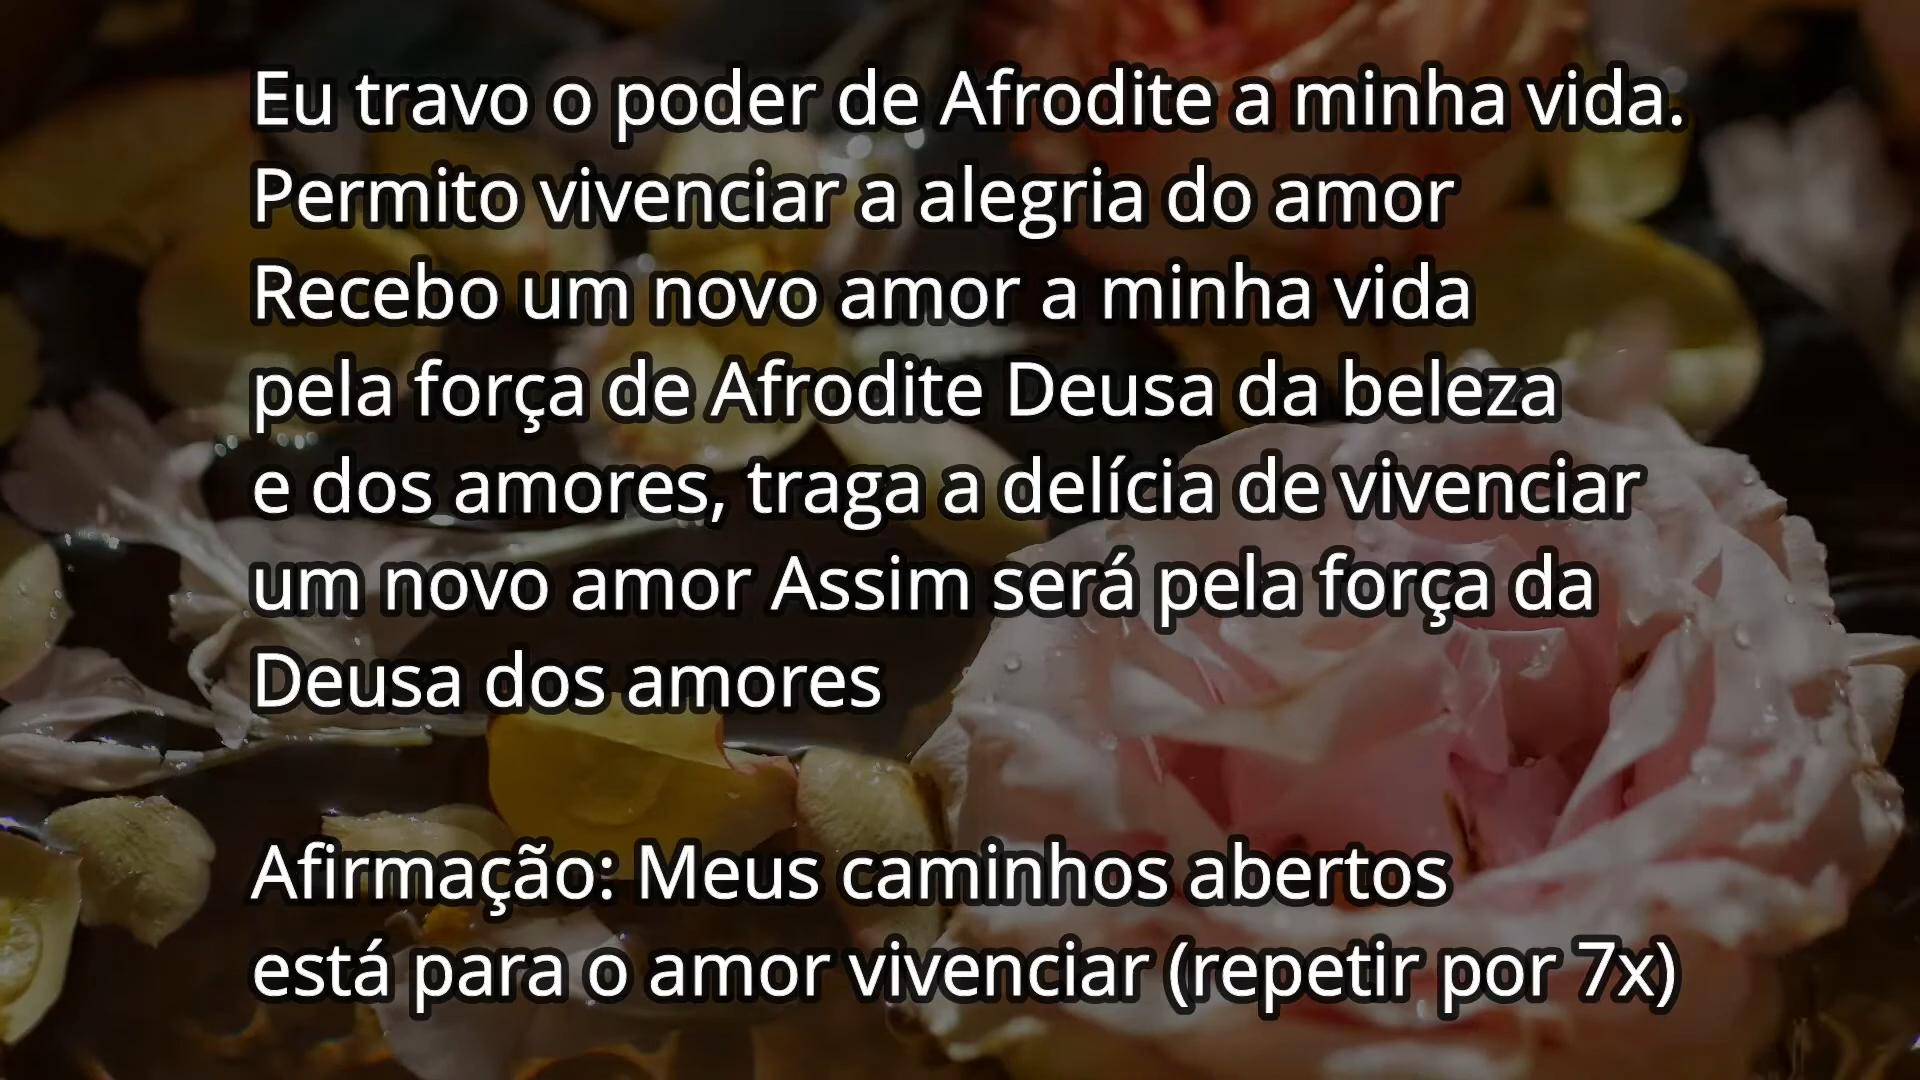 Eu travo o poder de Afrodite a minha vida.
Permito vivenciar a alegria do amor
Recebo um novo amor a minha vida
pela força de Afrodite Deusa da beleza
e dos amores, traga a delícia de vivenciar
um novo amor Assim será pela força da
Deusa dos amores
Afirmação: Meus caminhos abertos
está para o amor vivenciar (repetir por 7x)